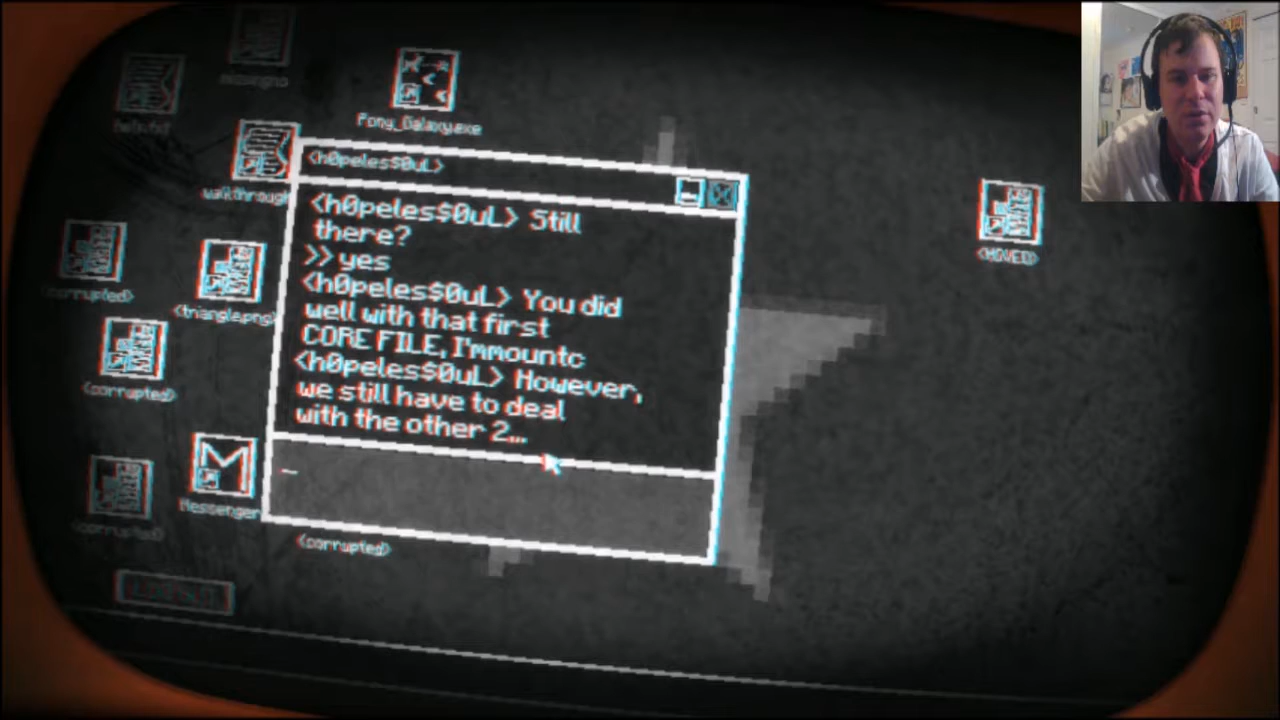 Pony_Galaxy.exe
walkthrough
<h0peles$0uL>
<h0peles$0uL> Still
there?
>> yes
<h0peles$0uL> You did
well with that first
CORE FILE, I'mmountc
<h0peles$0uL> However,
we still have to deal
with the other 2...
_
<MOVED>
(corrupted)
(triangle.png)
(corrupted)
M
Messenger
(corrupted)
(corrupted)